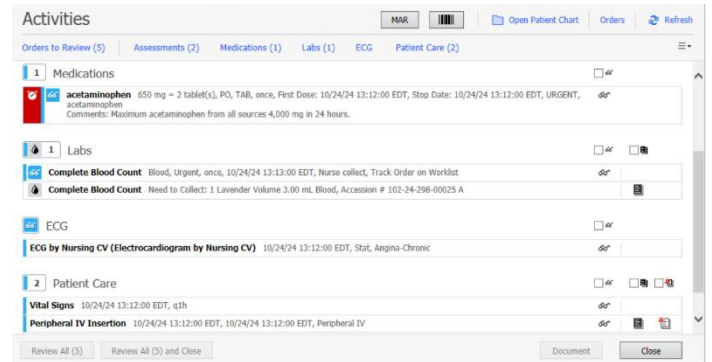 Activities
MAR
Open Patient Chart
Orders
Refresh
Orders to Review (5)
Assessments (2)
Medications (1)
Labs (1)
ECG
Patient Care (2)
1 Medications
acetaminophen 650 mg = 2 tablet(s), PO, TAB, once, First Dose: 10/24/24 13:12:00 EDT, Stop Date: 10/24/24 13:12:00 EDT, URGENT,
acetaminophen
Comments: Maximum acetaminophen from all sources 4,000 mg in 24 hours.
1 Labs
Complete Blood Count Blood, Urgent, once, 10/24/24 13:13:00 EDT, Nurse collect, Track Order on Worklist
Complete Blood Count Need to Collect: 1 Lavender Volume 3.00 mL Blood, Accession # 102-24-298-00025 A
ECG
ECG by Nursing CV (Electrocardiogram by Nursing CV) 10/24/24 13:12:00 EDT, Stat, Angina-Chronic
2 Patient Care
Vital Signs 10/24/24 13:12:00 EDT, q1h
Peripheral IV Insertion 10/24/24 13:12:00 EDT, 10/24/24 13:12:00 EDT, Peripheral IV
Review All (5)
Review All (5) and Close
Document
Close